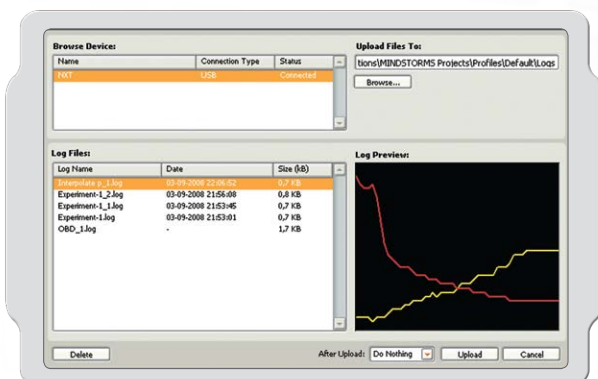 Browse Device:
Name Connection Type Status
NXT USB Connected
Upload Files To:
tions\MINDSTORMS Projects\Profiles\Default\Logs
Browse...
Log Files:
Log Name Date Size (kB)
Interpolate p_1.log 03-09-2008 22:06:52 0,7 KB
Experiment-1_2.log 03-09-2008 21:56:08 0,8 KB
Experiment-1_1.log 03-09-2008 21:53:45 0,7 KB
Experiment-1.log 03-09-2008 21:53:01 0,7 KB
OBD_1.log - 1,7 KB
Log Preview:
Delete
After Upload: Do Nothing Upload Cancel